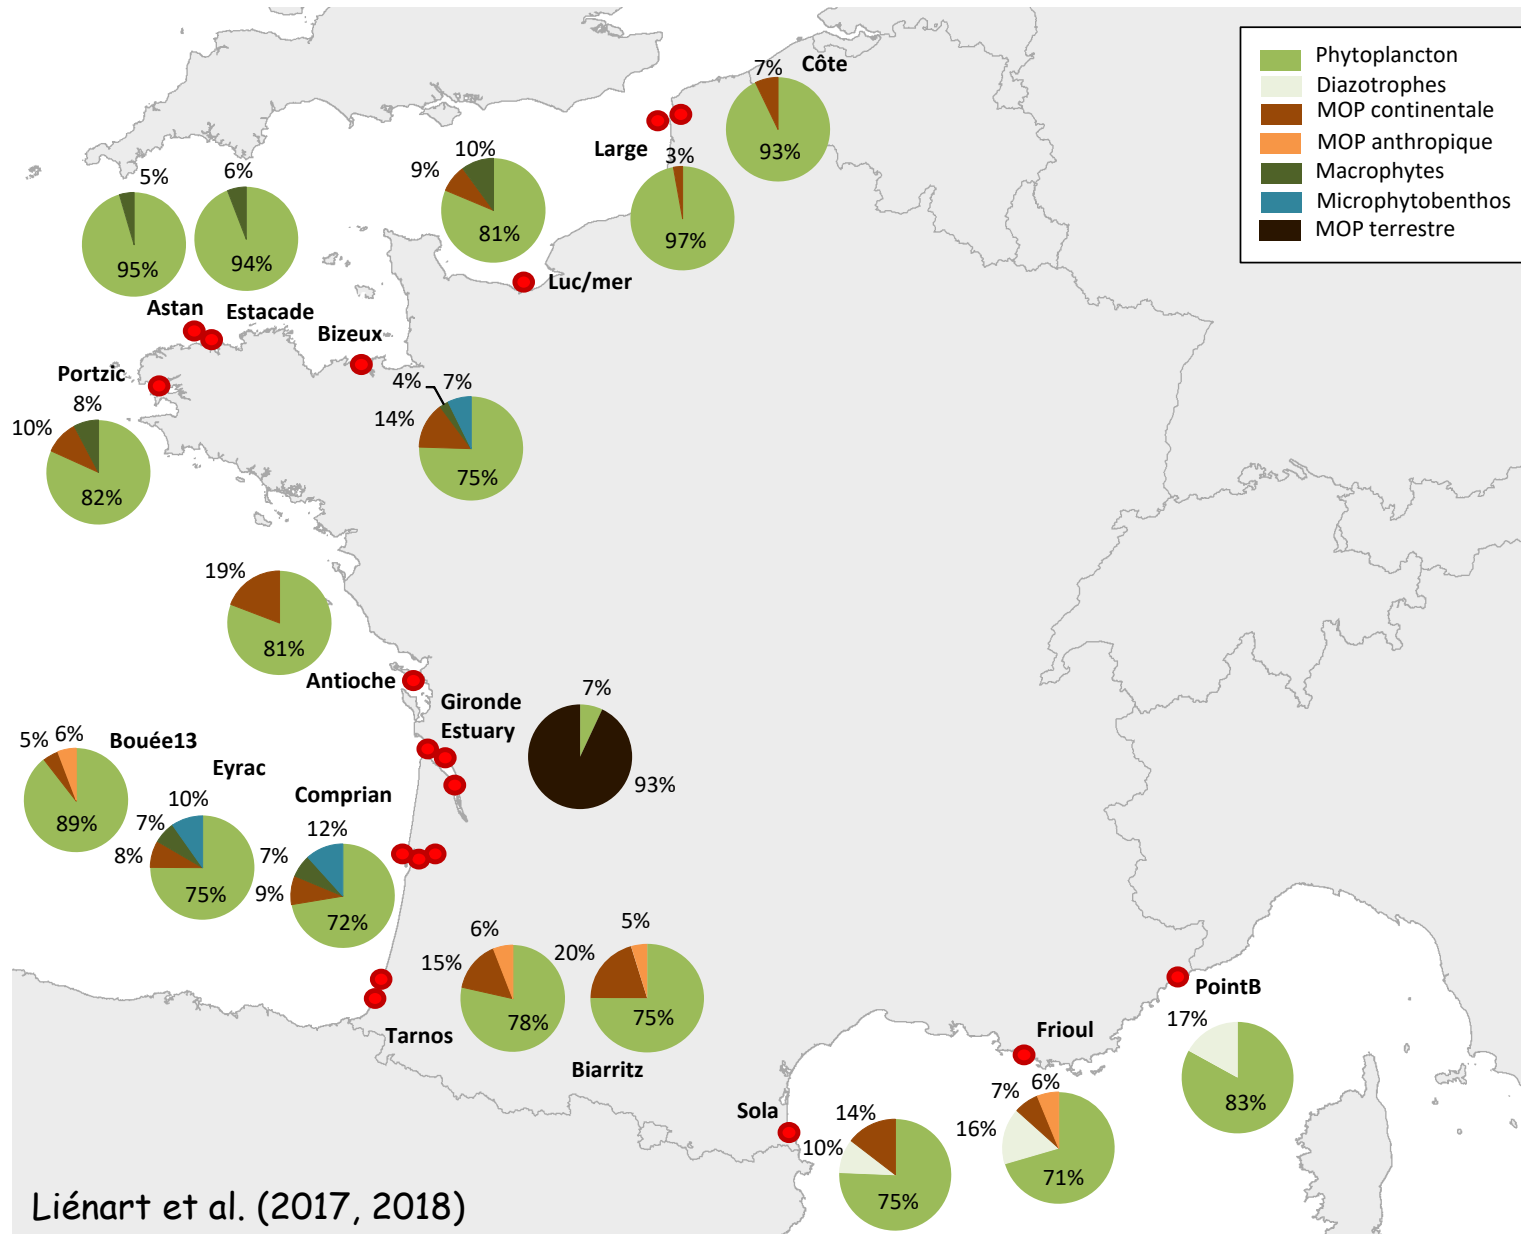 Phytoplancton
Diazotrophes
MOP continentale
MOP anthropique
Macrophytes
Microphytobenthos
MOP terrestre
Côte
7%
93%
Large
3%
97%
10%
9%
81%
Luc/mer
5%
95%
Astan
6%
94%
Estacade
Bizeux
4%
7%
14%
75%
Portzic
8%
10%
82%
19%
81%
Antioche
Gironde
Estuary
7%
93%
Bouée13
5%
6%
89%
Eyrac
10%
7%
8%
75%
Comprian
12%
7%
9%
72%
6%
15%
78%
Tarnos
5%
20%
75%
Biarritz
Sola
14%
10%
75%
Frioul
6%
7%
16%
71%
PointB
17%
83%
Liénart et al. (2017, 2018)